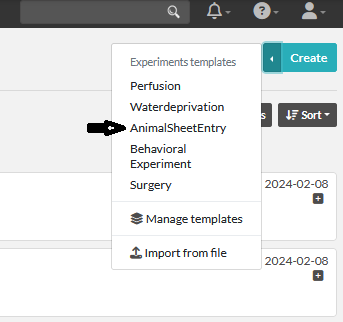 Create
Experiments templates
Perfusion
Waterdeprivation
AnimalSheetEntry
Behavioral
Experiment
Surgery
Manage templates
Import from file
s
Sort
2024-02-08
2024-02-08